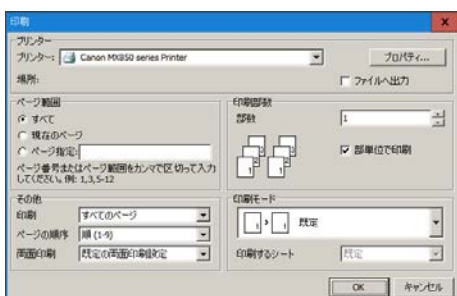 印刷
プリンター
プリンター: Canon MX850 series Printer
プロパティ...
場所:
ファイルへ出力
ページ範囲
すべて
現在のページ
ページ指定:
ページ番号またはページ範囲をカンマで区切って入力
してください。例: 1,3,5-12
印刷部数
部数
1
部単位で印刷
その他
印刷 すべてのページ
ページの順序 順 (1-9)
両面印刷 既定の両面印刷設定
印刷モード
既定
印刷するシート 既定
OK
キャンセル